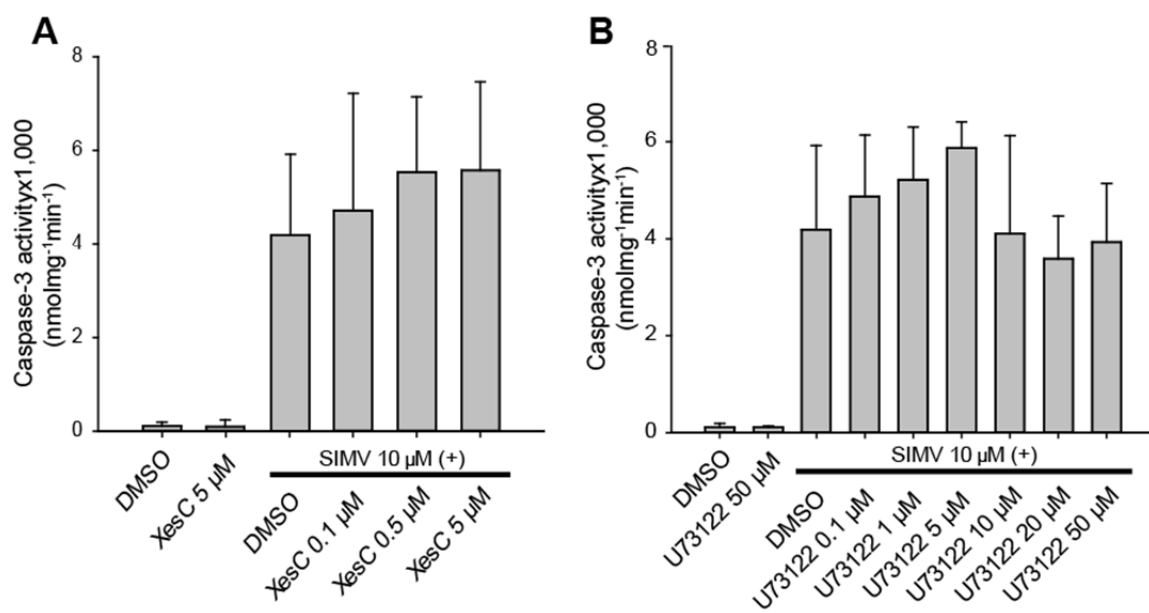 A
Caspase-3 activityx1,000
(nmolmg⁻¹min⁻¹)
8
6
4
2
0
DMSO
XesC 5 µM
SIMV 10 µM (+)
DMSO
XesC 0.1 µM
XesC 0.5 µM
XesC 5 µM
B
Caspase-3 activityx1,000
(nmolmg⁻¹min⁻¹)
8
6
4
2
0
DMSO
U73122 50 µM
SIMV 10 µM (+)
DMSO
U73122 0.1 µM
U73122 1 µM
U73122 5 µM
U73122 10 µM
U73122 20 µM
U73122 50 µM